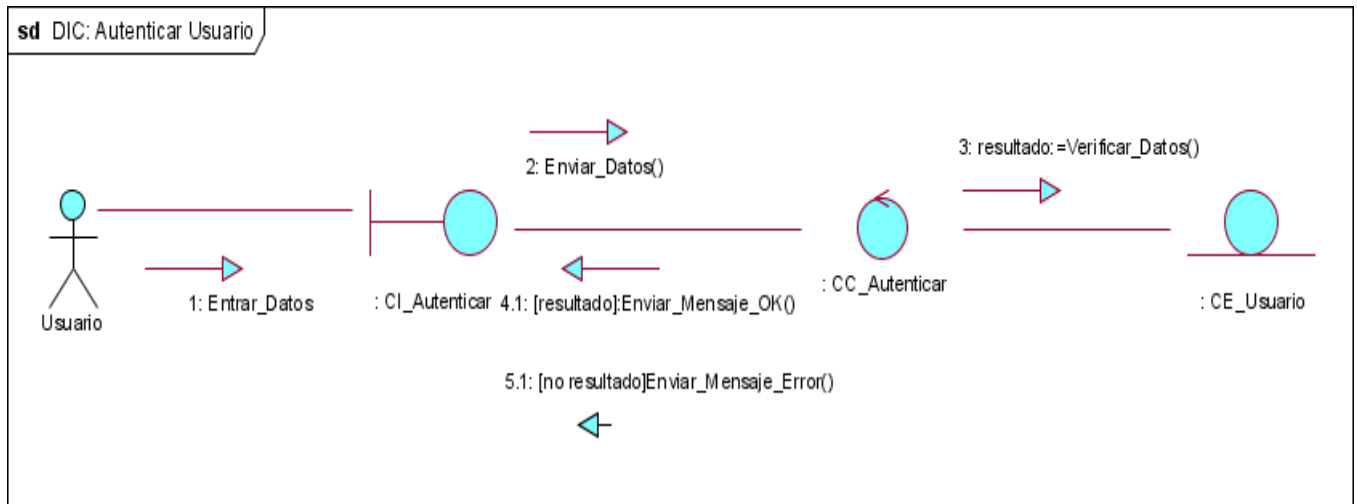 sd DIC: Autenticar Usuario
2: Enviar_Datos()
3: resultado:=Verificar_Datos()
1: Entrar_Datos
: CI_Autenticar
4.1: [resultado]:Enviar_Mensaje_OK()
: CC_Autenticar
: CE_Usuario
Usuario
5.1: [no resultado]Enviar_Mensaje_Error()